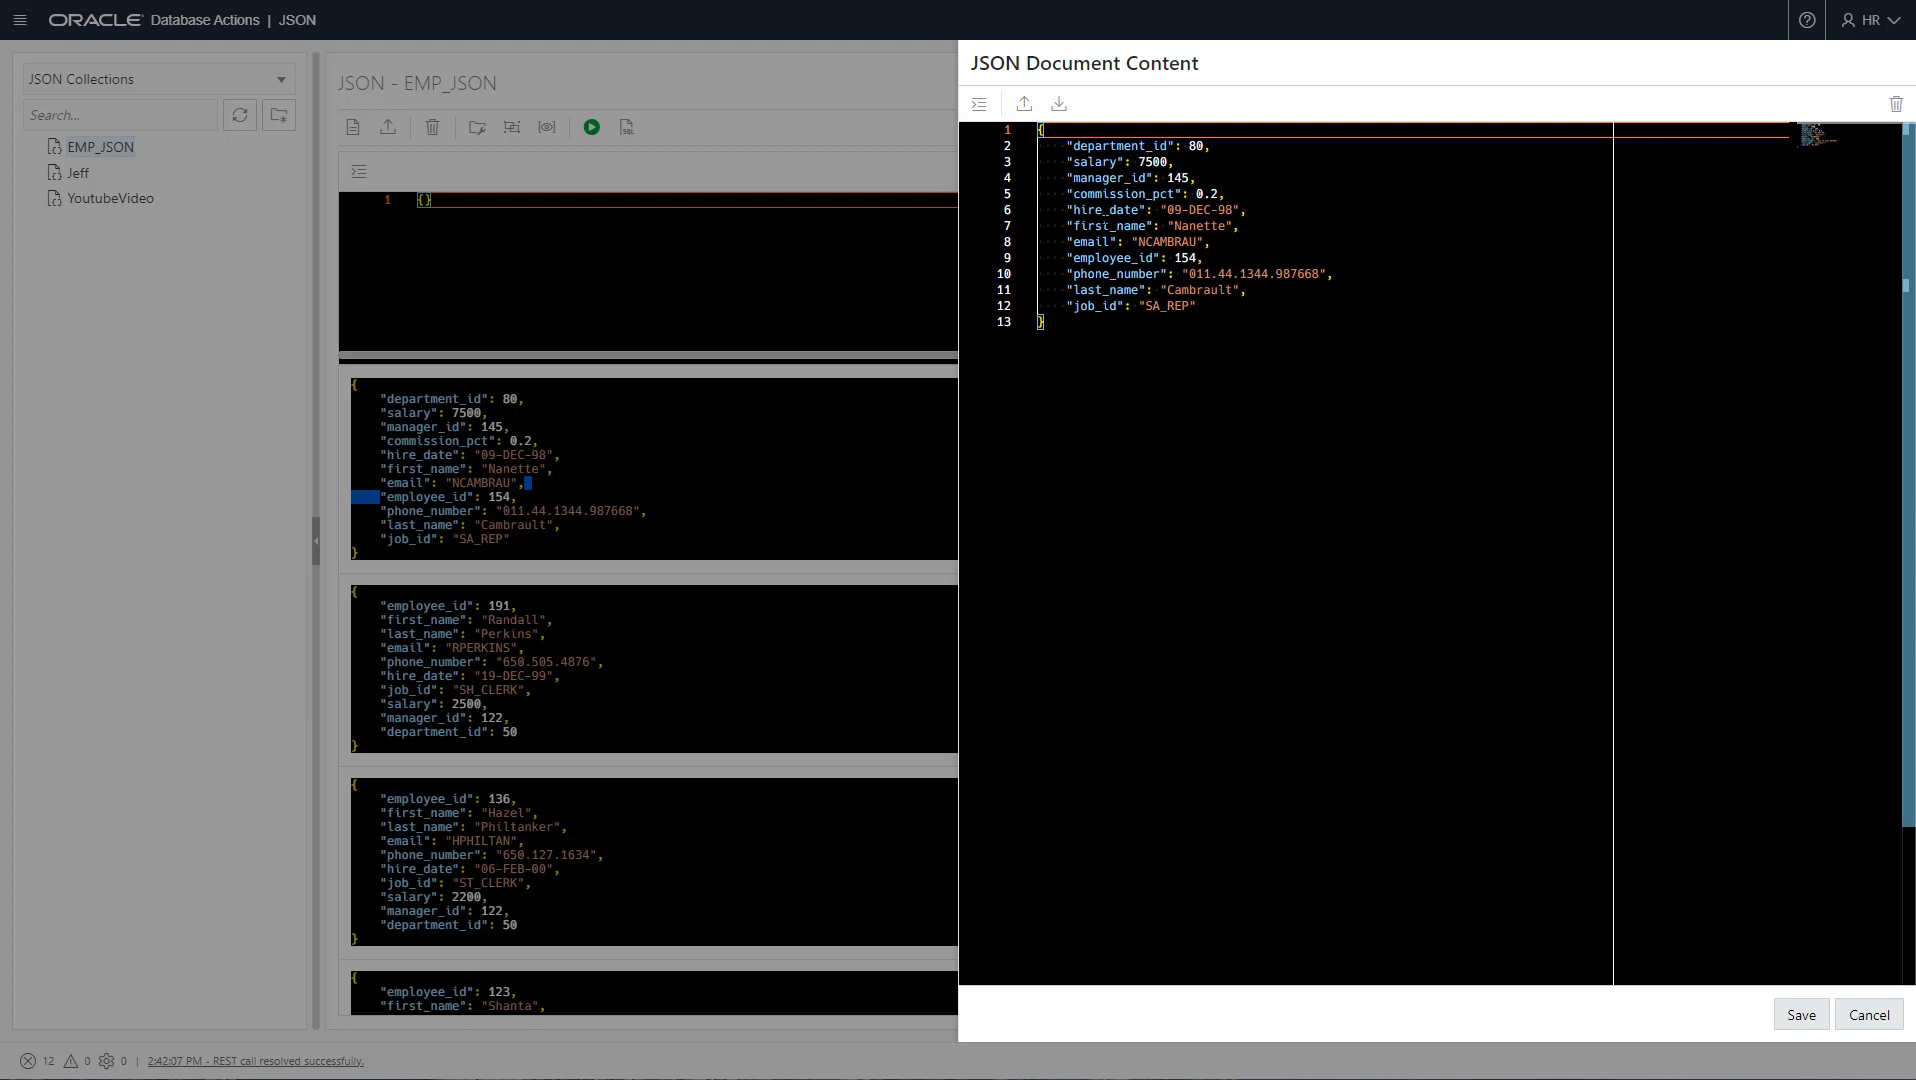 ORACLE Database Actions | JSON
HR
JSON Collections
Search...
EMP_JSON
Jeff
YoutubeVideo
JSON - EMP_JSON
1 {}
{
"department_id": 80,
"salary": 7500,
"manager_id": 145,
"commission_pct": 0.2,
"hire_date": "09-DEC-98",
"first_name": "Nanette",
"email": "NCAMBRAU",
"employee_id": 154,
"phone_number": "011.44.1344.987668",
"last_name": "Cambrault",
"job_id": "SA_REP"
}
{
"employee_id": 191,
"first_name": "Randall",
"last_name": "Perkins",
"email": "RPERKINS",
"phone_number": "650.505.4876",
"hire_date": "19-DEC-99",
"job_id": "SH_CLERK",
"salary": 2500,
"manager_id": 122,
"department_id": 50
}
{
"employee_id": 136,
"first_name": "Hazel",
"last_name": "Philtanker",
"email": "HPHILTAN",
"phone_number": "650.127.1634",
"hire_date": "06-FEB-00",
"job_id": "ST_CLERK",
"salary": 2200,
"manager_id": 122,
"department_id": 50
}
{
"employee_id": 123,
"first_name": "Shanta",
JSON Document Content
1 {
2 "department_id": 80,
3 "salary": 7500,
4 "manager_id": 145,
5 "commission_pct": 0.2,
6 "hire_date": "09-DEC-98",
7 "first_name": "Nanette",
8 "email": "NCAMBRAU",
9 "employee_id": 154,
10 "phone_number": "011.44.1344.987668",
11 "last_name": "Cambrault",
12 "job_id": "SA_REP"
13 }
Save Cancel
12 0 0 | 2:42:07 PM - REST call resolved successfully.